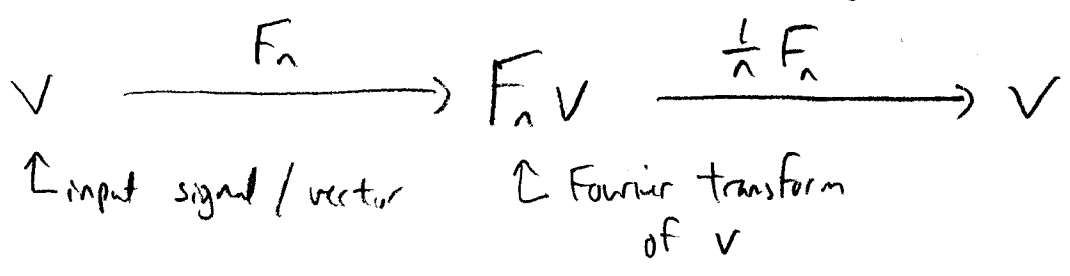 Fₙ
1/n Fₙ
V → FₙV → V
↑ input signal / vector
↑ Fourier transform
of V